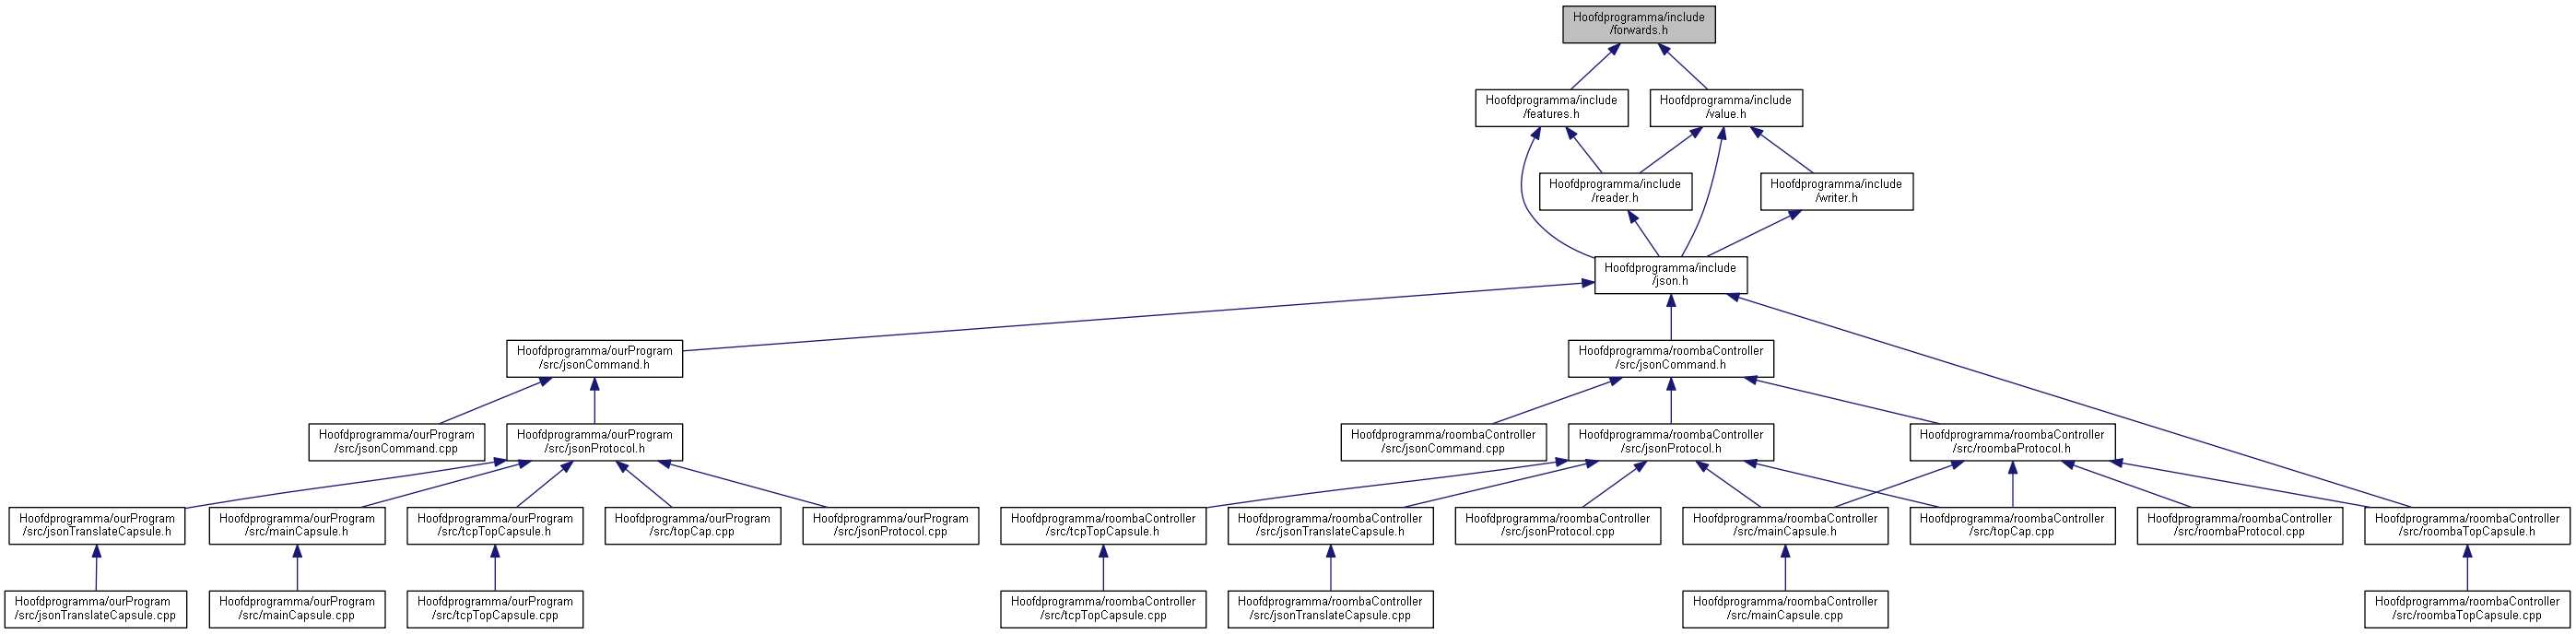 Hoofdprogramma/include
/forwards.h
Hoofdprogramma/include
/features.h
Hoofdprogramma/include
/value.h
Hoofdprogramma/include
/reader.h
Hoofdprogramma/include
/writer.h
Hoofdprogramma/include
/json.h
Hoofdprogramma/ourProgram
/src/jsonCommand.h
Hoofdprogramma/roombaController
/src/jsonCommand.h
Hoofdprogramma/ourProgram
/src/jsonCommand.cpp
Hoofdprogramma/ourProgram
/src/jsonProtocol.h
Hoofdprogramma/roombaController
/src/jsonCommand.cpp
Hoofdprogramma/roombaController
/src/jsonProtocol.h
Hoofdprogramma/roombaController
/src/roombaProtocol.h
Hoofdprogramma/ourProgram
/src/jsonTranslateCapsule.h
Hoofdprogramma/ourProgram
/src/mainCapsule.h
Hoofdprogramma/ourProgram
/src/tcpTopCapsule.h
Hoofdprogramma/ourProgram
/src/topCap.cpp
Hoofdprogramma/ourProgram
/src/jsonProtocol.cpp
Hoofdprogramma/roombaController
/src/tcpTopCapsule.h
Hoofdprogramma/roombaController
/src/jsonTranslateCapsule.h
Hoofdprogramma/roombaController
/src/jsonProtocol.cpp
Hoofdprogramma/roombaController
/src/mainCapsule.h
Hoofdprogramma/roombaController
/src/topCap.cpp
Hoofdprogramma/roombaController
/src/roombaProtocol.cpp
Hoofdprogramma/roombaController
/src/roombaTopCapsule.h
Hoofdprogramma/ourProgram
/src/jsonTranslateCapsule.cpp
Hoofdprogramma/ourProgram
/src/mainCapsule.cpp
Hoofdprogramma/ourProgram
/src/tcpTopCapsule.cpp
Hoofdprogramma/roombaController
/src/tcpTopCapsule.cpp
Hoofdprogramma/roombaController
/src/jsonTranslateCapsule.cpp
Hoofdprogramma/roombaController
/src/mainCapsule.cpp
Hoofdprogramma/roombaController
/src/roombaTopCapsule.cpp